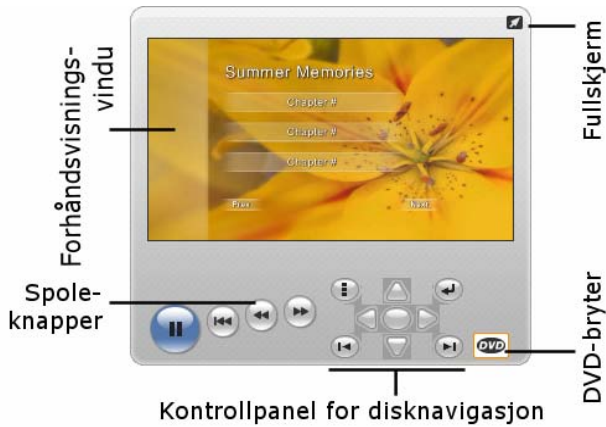 Forhåndsvisnings-
vindu
Fullskjerm
Summer Memories
Chapter #
Chapter #
Chapter #
Prev
Next
Spole-
knapper
DVD
DVD-bryter
Kontrollpanel for disknavigasjon